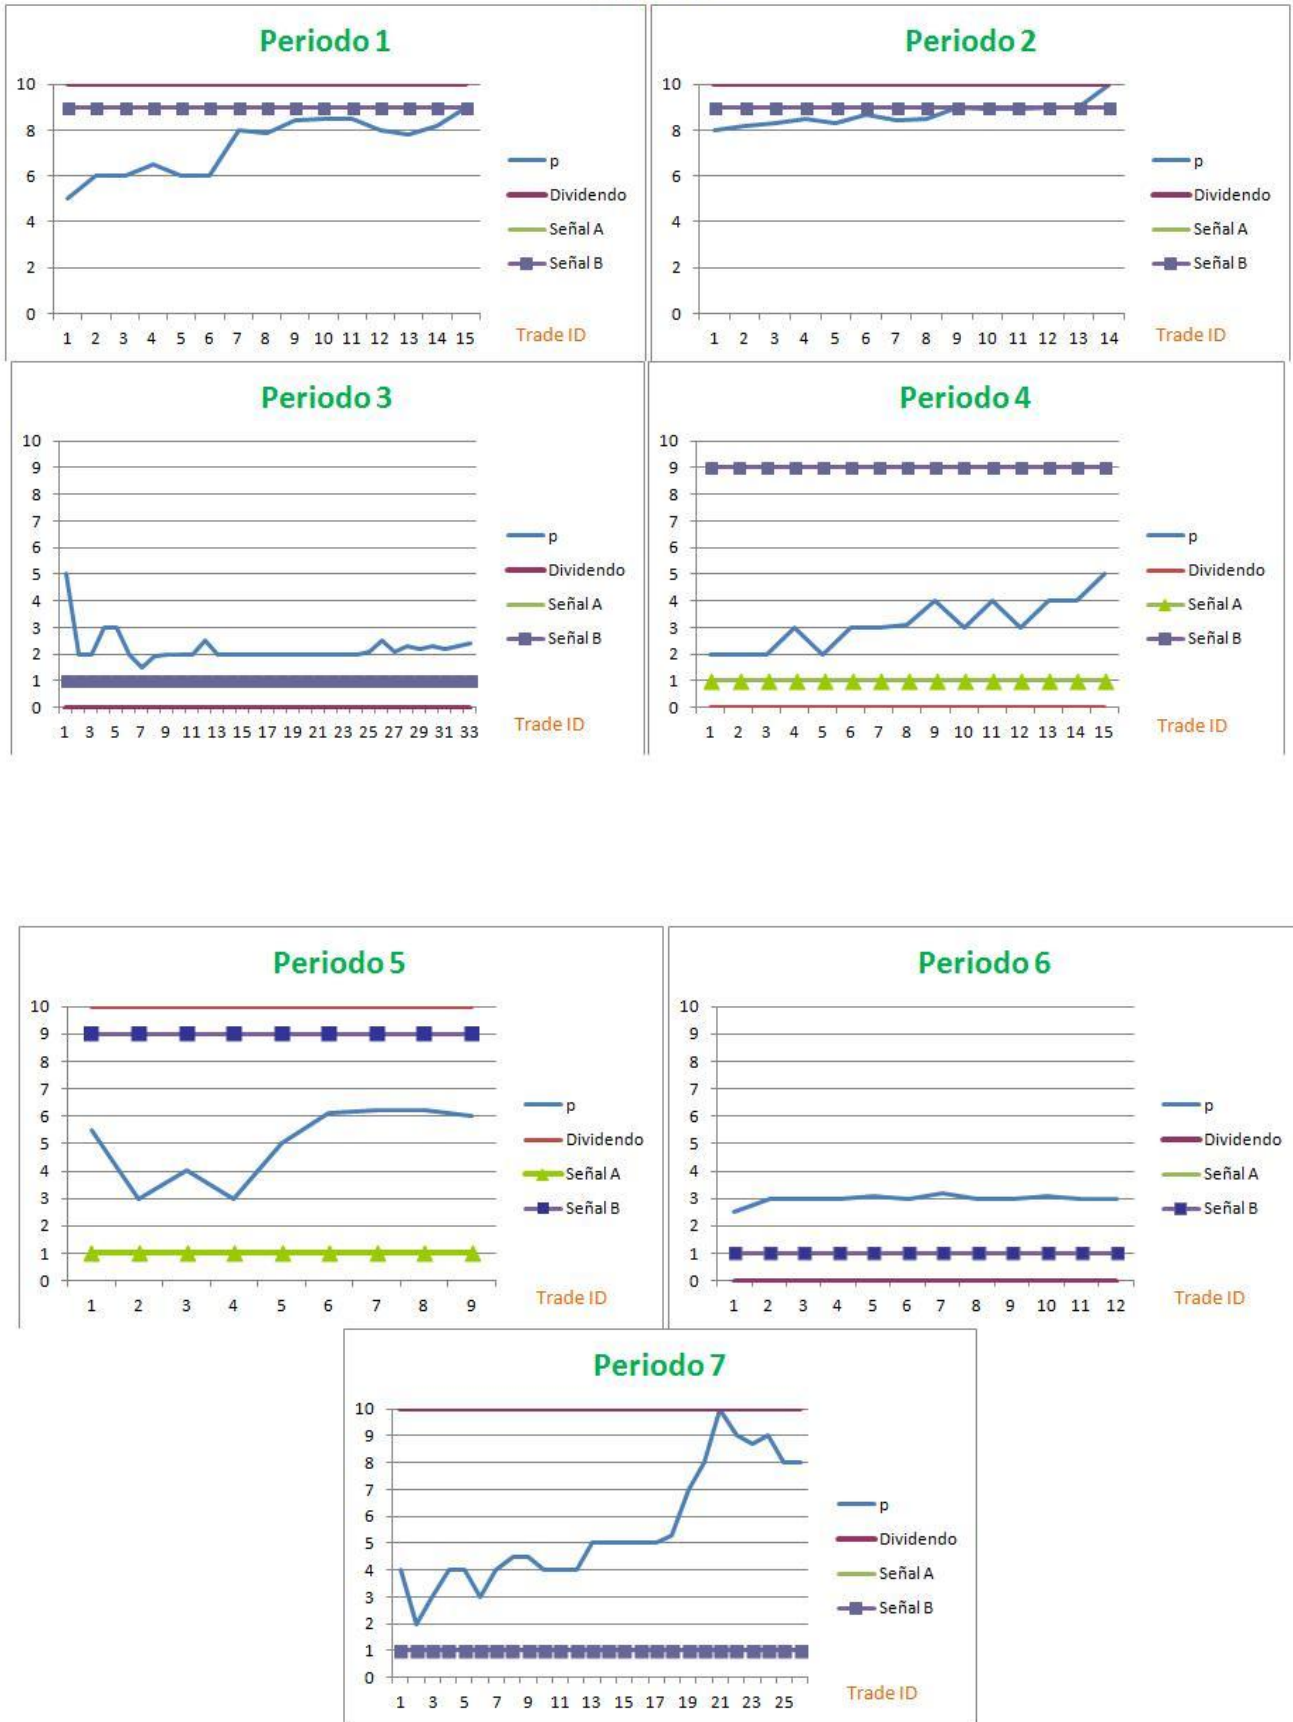 Periodo 1
10
8
6
4
2
0
1 2 3 4 5 6 7 8 9 10 11 12 13 14 15
p
Dividendo
Señal A
Señal B
Trade ID
Periodo 2
10
8
6
4
2
0
1 2 3 4 5 6 7 8 9 10 11 12 13 14
p
Dividendo
Señal A
Señal B
Trade ID
Periodo 3
10
9
8
7
6
5
4
3
2
1
0
1 3 5 7 9 11 13 15 17 19 21 23 25 27 29 31 33
p
Dividendo
Señal A
Señal B
Trade ID
Periodo 4
10
9
8
7
6
5
4
3
2
1
0
1 2 3 4 5 6 7 8 9 10 11 12 13 14 15
p
Dividendo
Señal A
Señal B
Trade ID
Periodo 5
10
9
8
7
6
5
4
3
2
1
0
1 2 3 4 5 6 7 8 9
p
Dividendo
Señal A
Señal B
Trade ID
Periodo 6
10
9
8
7
6
5
4
3
2
1
0
1 2 3 4 5 6 7 8 9 10 11 12
p
Dividendo
Señal A
Señal B
Trade ID
Periodo 7
10
9
8
7
6
5
4
3
2
1
0
1 3 5 7 9 11 13 15 17 19 21 23 25
p
Dividendo
Señal A
Señal B
Trade ID